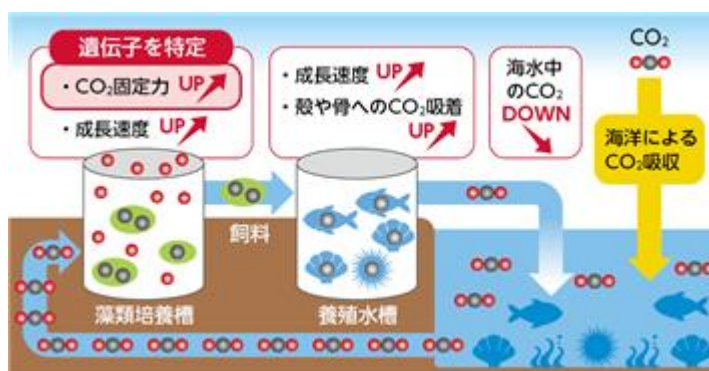 遺伝子を特定
・CO₂固定力 UP
・成長速度 UP
・成長速度 UP
・殻や骨へのCO₂吸着
UP
海水中
のCO₂
DOWN
CO₂
海洋による
CO₂吸収
飼料
藻類培養槽
養殖水槽